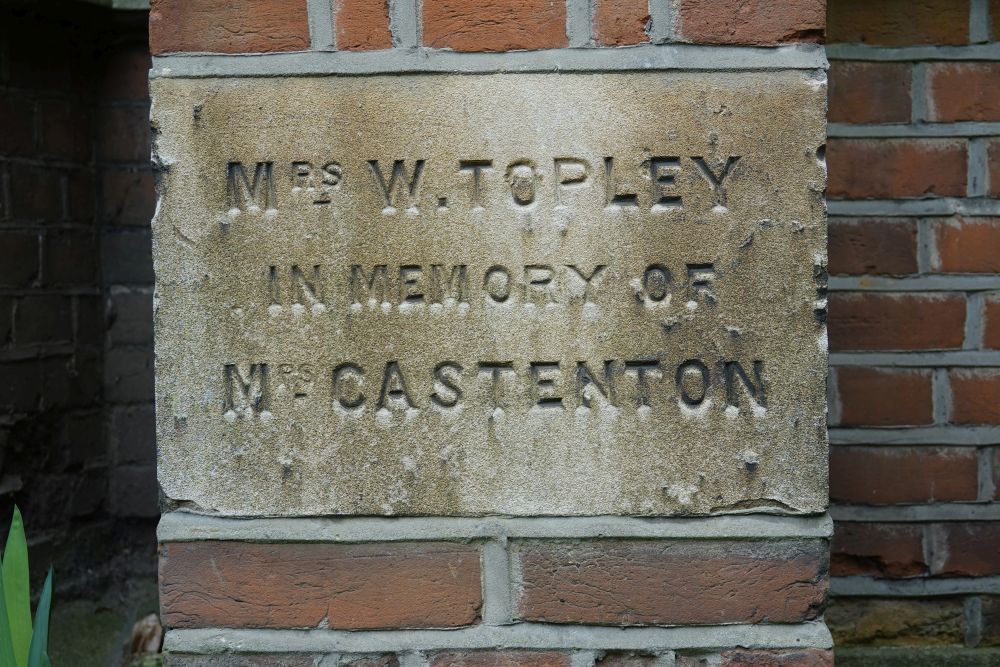 MRS W. TOPLEY
IN MEMORY OF
MRS CASTENTON